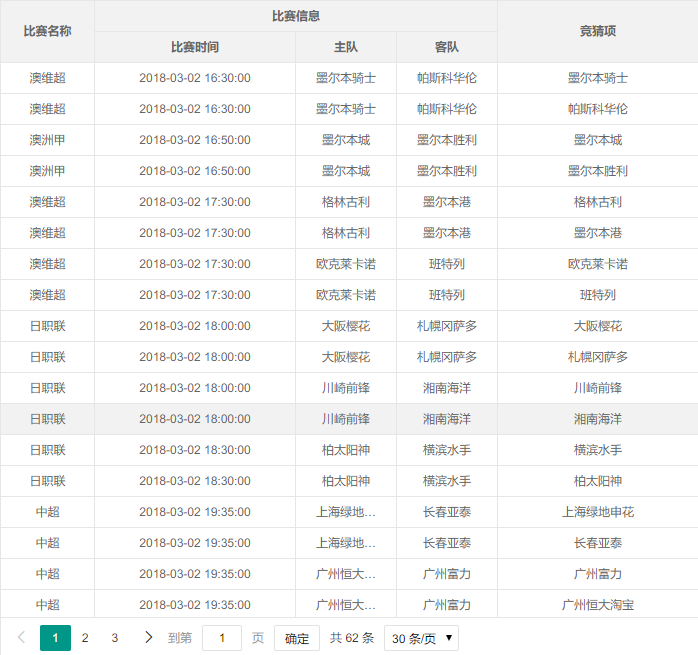 比赛名称 比赛信息 竞猜项
比赛时间 主队 客队
澳维超 2018-03-02 16:30:00 墨尔本骑士 帕斯科华伦 墨尔本骑士
澳维超 2018-03-02 16:30:00 墨尔本骑士 帕斯科华伦 帕斯科华伦
澳洲甲 2018-03-02 16:50:00 墨尔本城 墨尔本胜利 墨尔本城
澳洲甲 2018-03-02 16:50:00 墨尔本城 墨尔本胜利 墨尔本胜利
澳维超 2018-03-02 17:30:00 格林古利 墨尔本港 格林古利
澳维超 2018-03-02 17:30:00 格林古利 墨尔本港 墨尔本港
澳维超 2018-03-02 17:30:00 欧克莱卡诺 班特列 欧克莱卡诺
澳维超 2018-03-02 17:30:00 欧克莱卡诺 班特列 班特列
日职联 2018-03-02 18:00:00 大阪樱花 札幌冈萨多 大阪樱花
日职联 2018-03-02 18:00:00 大阪樱花 札幌冈萨多 札幌冈萨多
日职联 2018-03-02 18:00:00 川崎前锋 湘南海洋 川崎前锋
日职联 2018-03-02 18:00:00 川崎前锋 湘南海洋 湘南海洋
日职联 2018-03-02 18:30:00 柏太阳神 横滨水手 横滨水手
日职联 2018-03-02 18:30:00 柏太阳神 横滨水手 柏太阳神
中超 2018-03-02 19:35:00 上海绿地... 长春亚泰 上海绿地申花
中超 2018-03-02 19:35:00 上海绿地... 长春亚泰 长春亚泰
中超 2018-03-02 19:35:00 广州恒大... 广州富力 广州富力
中超 2018-03-02 19:35:00 广州恒大... 广州富力 广州恒大淘宝
1 2 3 到第 1 页 确定 共 62 条 30 条/页